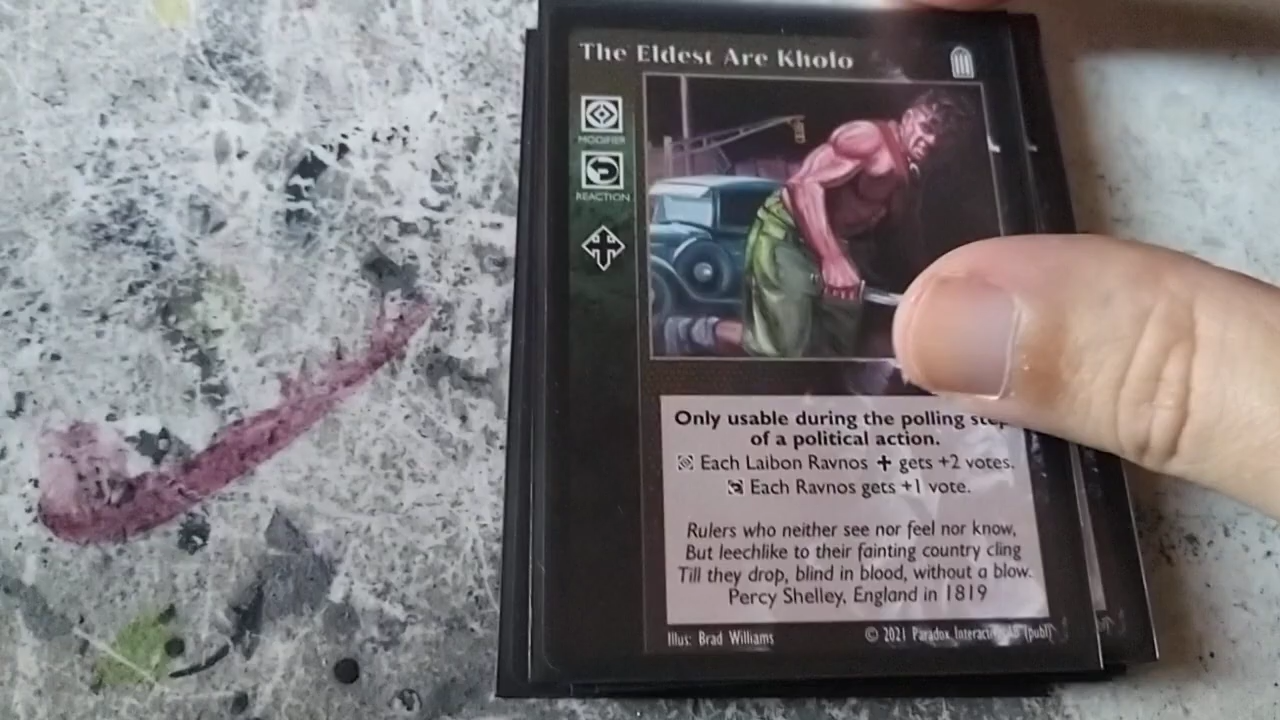 The Eldest Are Kholo
MODIFIER
REACTION
Only usable during the polling step
of a political action.
Each Laibon Ravnos + gets +2 votes.
Each Ravnos gets +1 vote.
Rulers who neither see nor feel nor know,
But leechlike to their fainting country cling
Till they drop, blind in blood, without a blow.
Percy Shelley, England in 1819
Illus: Brad Williams
© 2021 Paradox Interactive AB (publ)